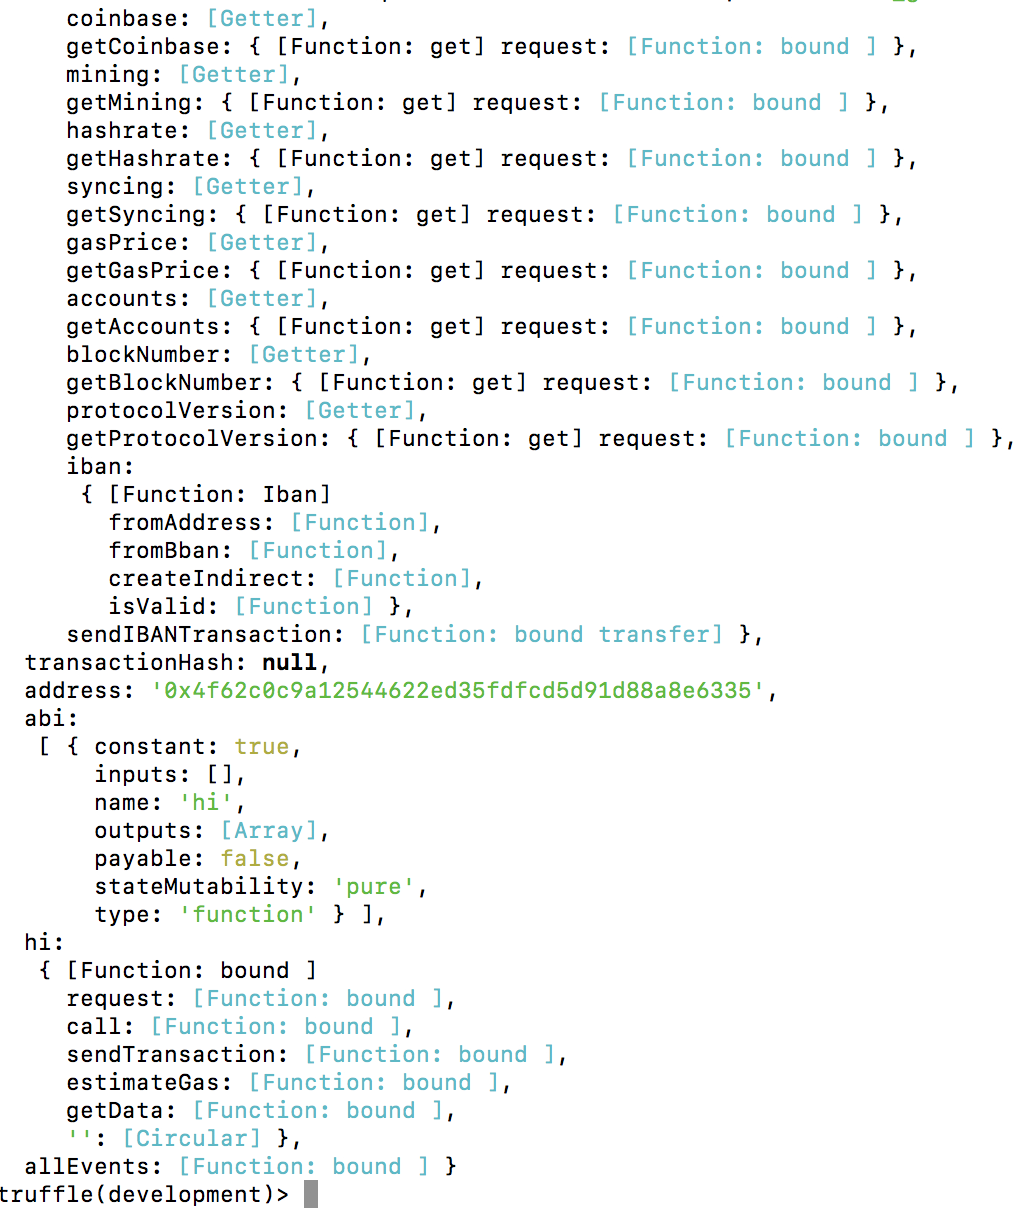 coinbase: [Getter],
getCoinbase: { [Function: get] request: [Function: bound ] },
mining: [Getter],
getMining: { [Function: get] request: [Function: bound ] },
hashrate: [Getter],
getHashrate: { [Function: get] request: [Function: bound ] },
syncing: [Getter],
getSyncing: { [Function: get] request: [Function: bound ] },
gasPrice: [Getter],
getGasPrice: { [Function: get] request: [Function: bound ] },
accounts: [Getter],
getAccounts: { [Function: get] request: [Function: bound ] },
blockNumber: [Getter],
getBlockNumber: { [Function: get] request: [Function: bound ] },
protocolVersion: [Getter],
getProtocolVersion: { [Function: get] request: [Function: bound ] },
iban:
{ [Function: Iban]
fromAddress: [Function],
fromBban: [Function],
createIndirect: [Function],
isValid: [Function] },
sendIBANTransaction: [Function: bound transfer] },
transactionHash: null,
address: '0x4f62c0c9a12544622ed35fdfcd5d91d88a8e6335',
abi:
[ { constant: true,
inputs: [],
name: 'hi',
outputs: [Array],
payable: false,
stateMutability: 'pure',
type: 'function' } ],
hi:
{ [Function: bound ]
request: [Function: bound ],
call: [Function: bound ],
sendTransaction: [Function: bound ],
estimateGas: [Function: bound ],
getData: [Function: bound ],
'': [Circular] },
allEvents: [Function: bound ] }
truffle(development)>